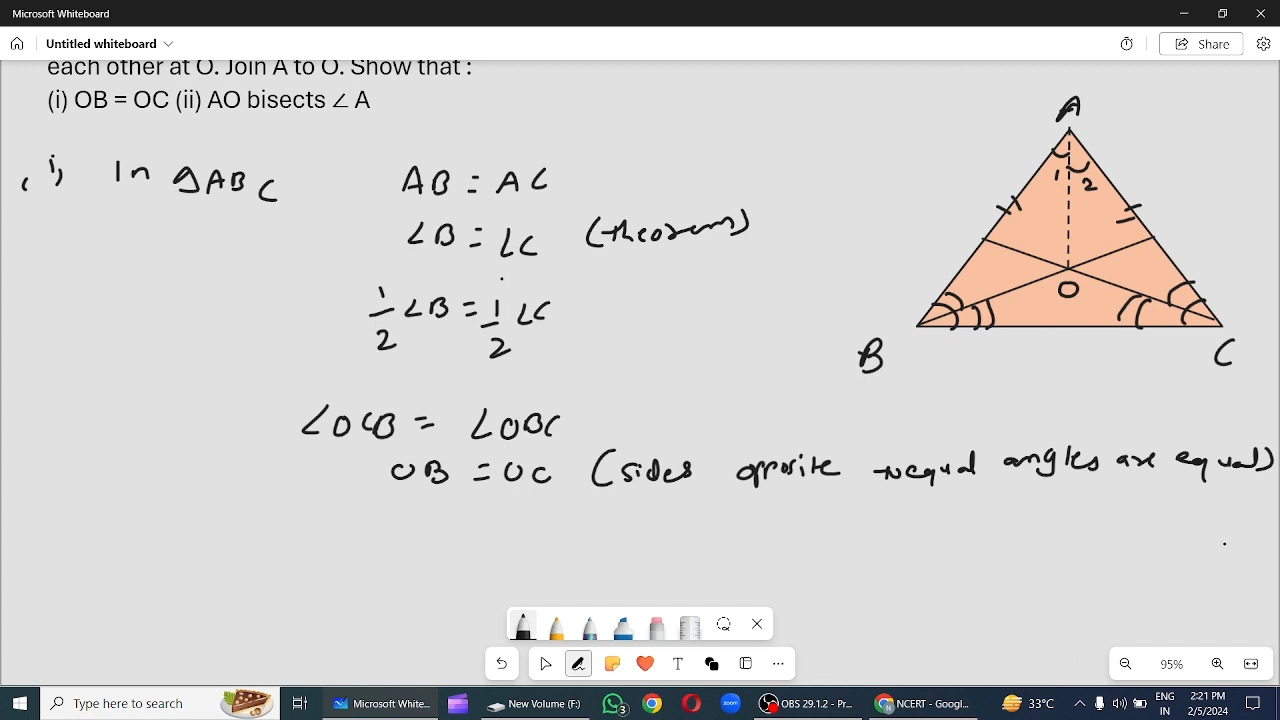 Microsoft Whiteboard
Untitled whiteboard
Share
each other at O. Join A to O. Show that :
(i) OB = OC (ii) AO bisects ∠ A
(i) In △ABC AB = AC
∠B = ∠C (theorem)
1/2 ∠B = 1/2 ∠C
∠OCB = ∠OBC
OB = OC (sides opposite to equal angles are equal)
A
1 2
O
B C
95%
Type here to search
Microsoft White...
New Volume (F:)
3
zoom
OBS 29.1.2 - Pr...
NCERT - Googl...
33°C
ENG
IN
2:21 PM
2/5/2024